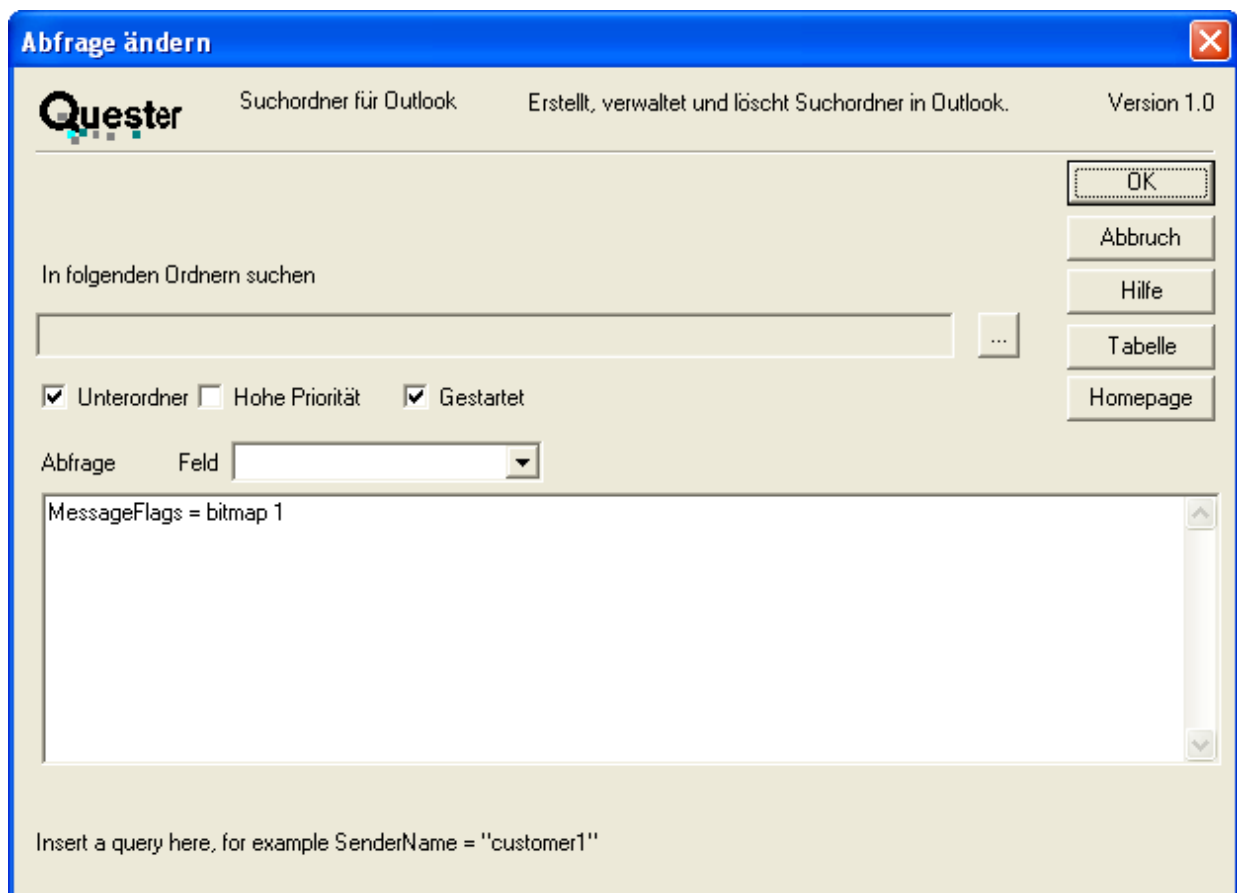 Abfrage ändern
Quester Suchordner für Outlook Erstellt, verwaltet und löscht Suchordner in Outlook. Version 1.0
OK
Abbruch
In folgenden Ordnern suchen
Hilfe
...
Tabelle
Unterordner Hohe Priorität Gestartet
Homepage
Abfrage Feld
MessageFlags = bitmap 1
Insert a query here, for example SenderName = "customer1"